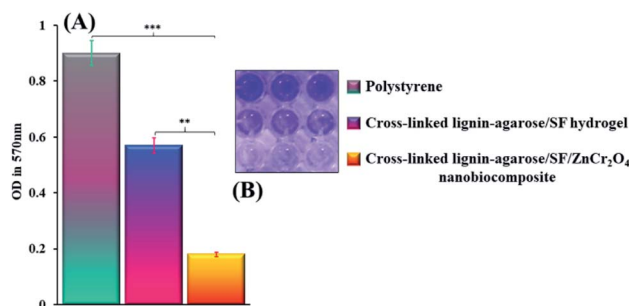 (A)
***
**
1
0.8
0.6
0.4
0.2
0
OD in 570nm
(B)
Polystyrene
Cross-linked lignin-agarose/SF hydrogel
Cross-linked lignin-agarose/SF/ZnCr₂O₄
nanobiocomposite